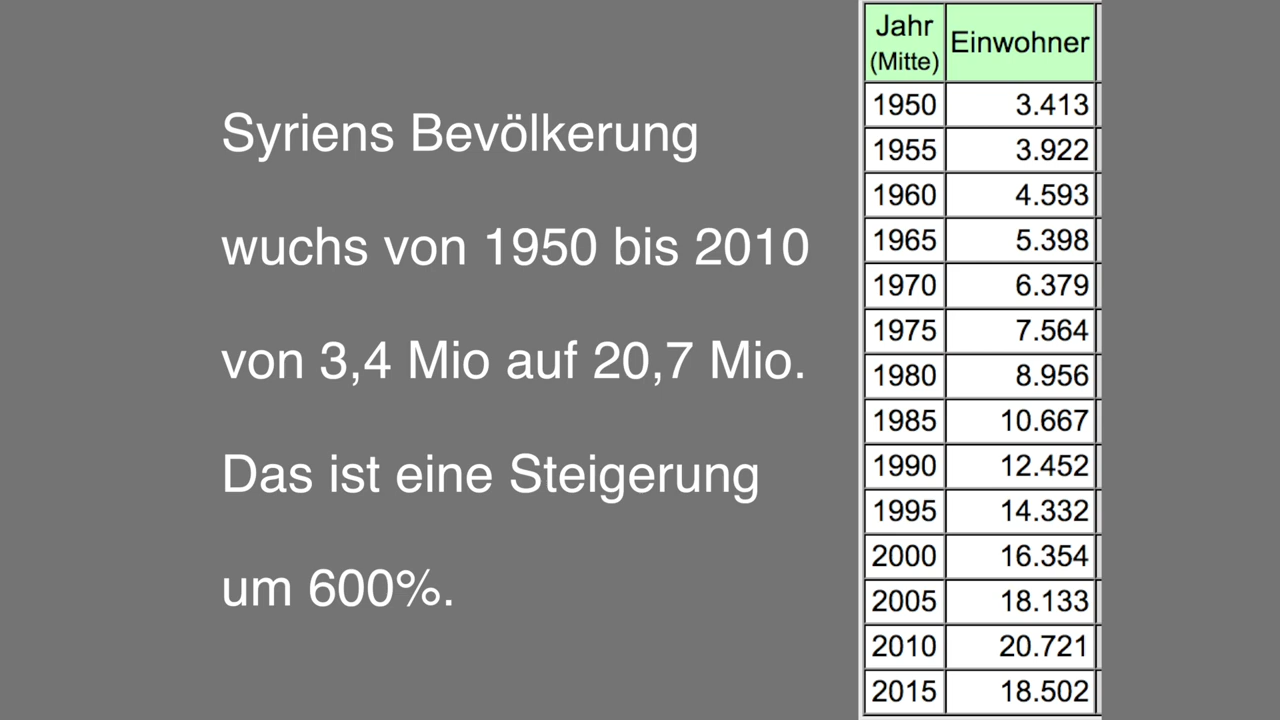 Syriens Bevölkerung
wuchs von 1950 bis 2010
von 3,4 Mio auf 20,7 Mio.
Das ist eine Steigerung
um 600%.
Jahr (Mitte) Einwohner
1950 3.413
1955 3.922
1960 4.593
1965 5.398
1970 6.379
1975 7.564
1980 8.956
1985 10.667
1990 12.452
1995 14.332
2000 16.354
2005 18.133
2010 20.721
2015 18.502